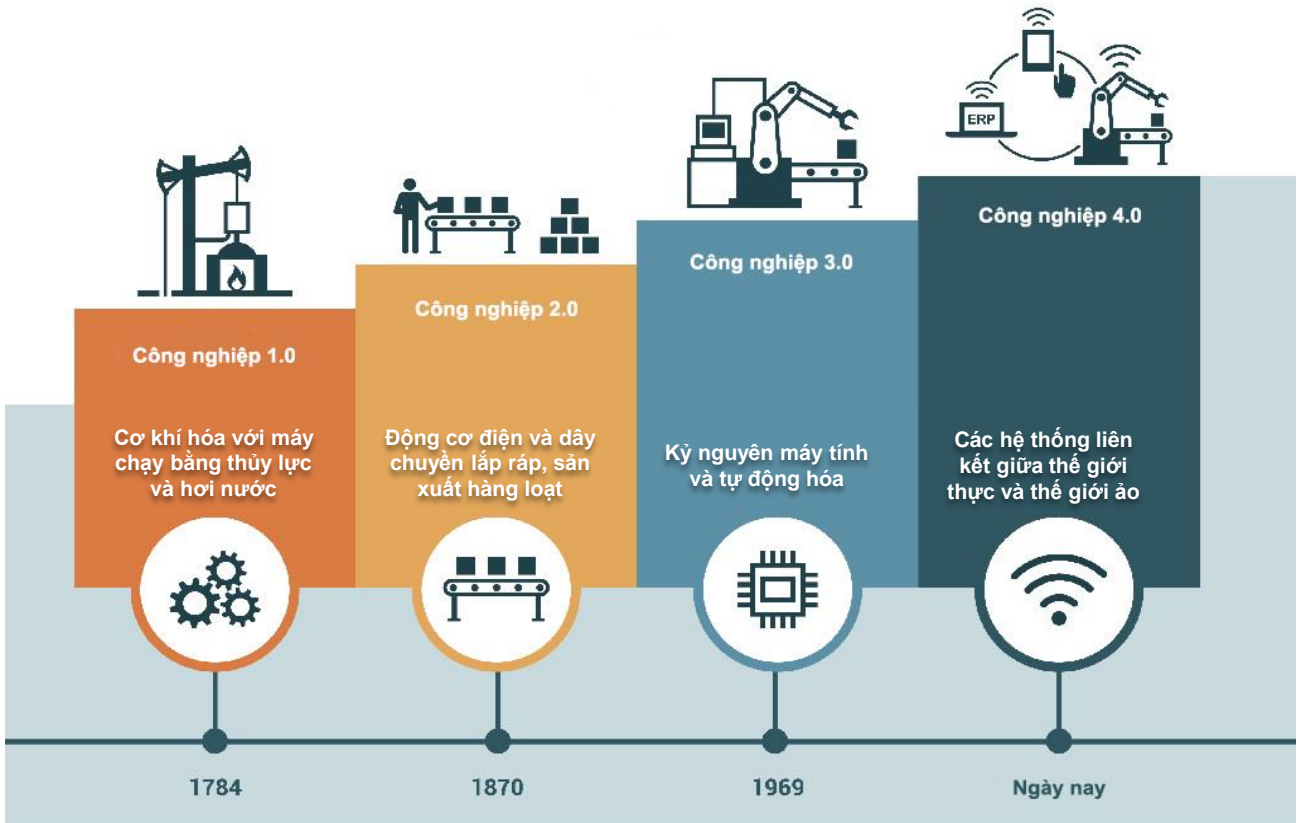 ERP
Công nghiệp 4.0
Công nghiệp 3.0
Công nghiệp 2.0
Công nghiệp 1.0
Cơ khí hóa với máy
chạy bằng thủy lực
và hơi nước
Động cơ điện và dây
chuyền lắp ráp, sản
xuất hàng loạt
Kỷ nguyên máy tính
và tự động hóa
Các hệ thống liên
kết giữa thế giới
thực và thế giới ảo
1784
1870
1969
Ngày nay